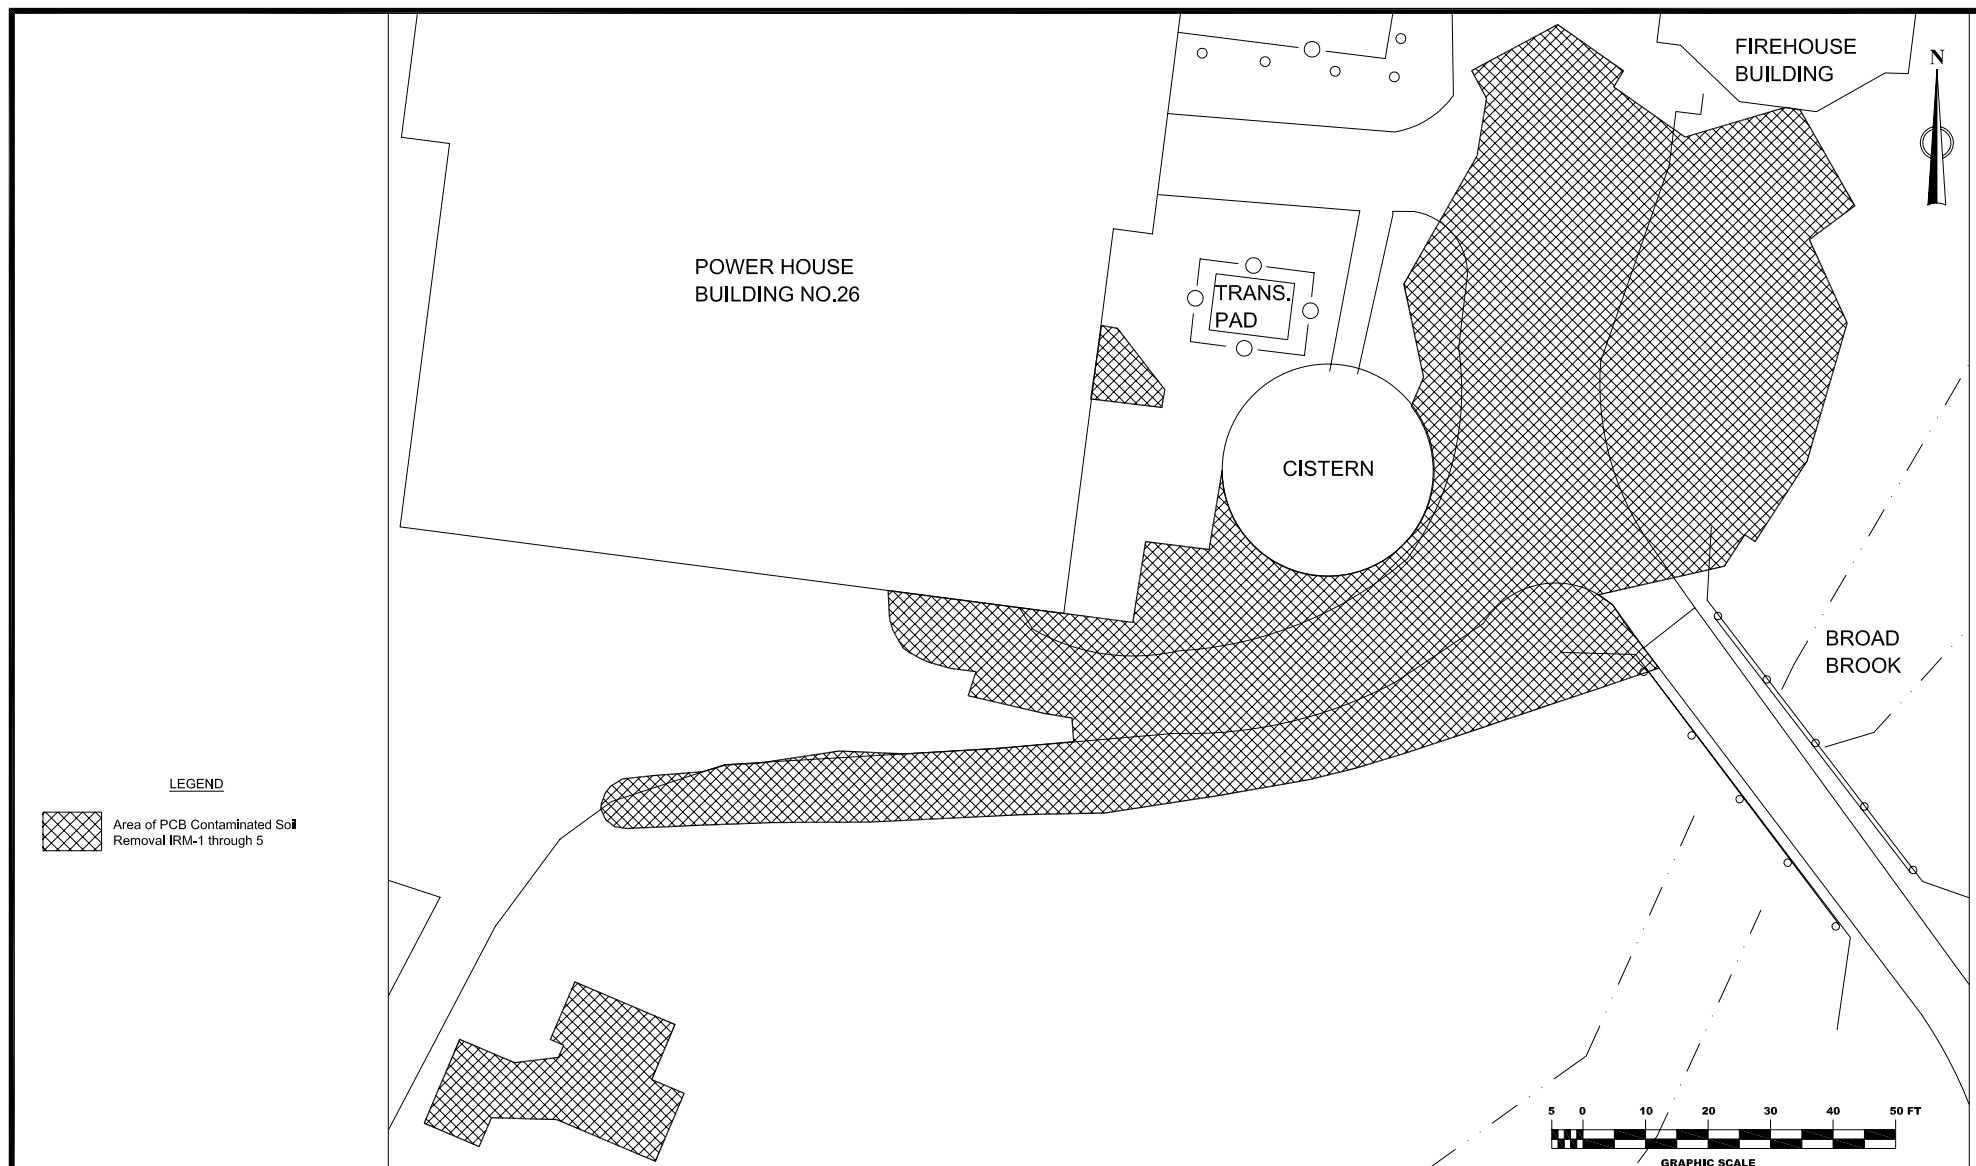 FIREHOUSE
BUILDING
N
POWER HOUSE
BUILDING NO.26
TRANS.
PAD
CISTERN
BROAD
BROOK
LEGEND
Area of PCB Contaminated Soil
Removal IRM-1 through 5
5 0 10 20 30 40 50 FT
GRAPHIC SCALE